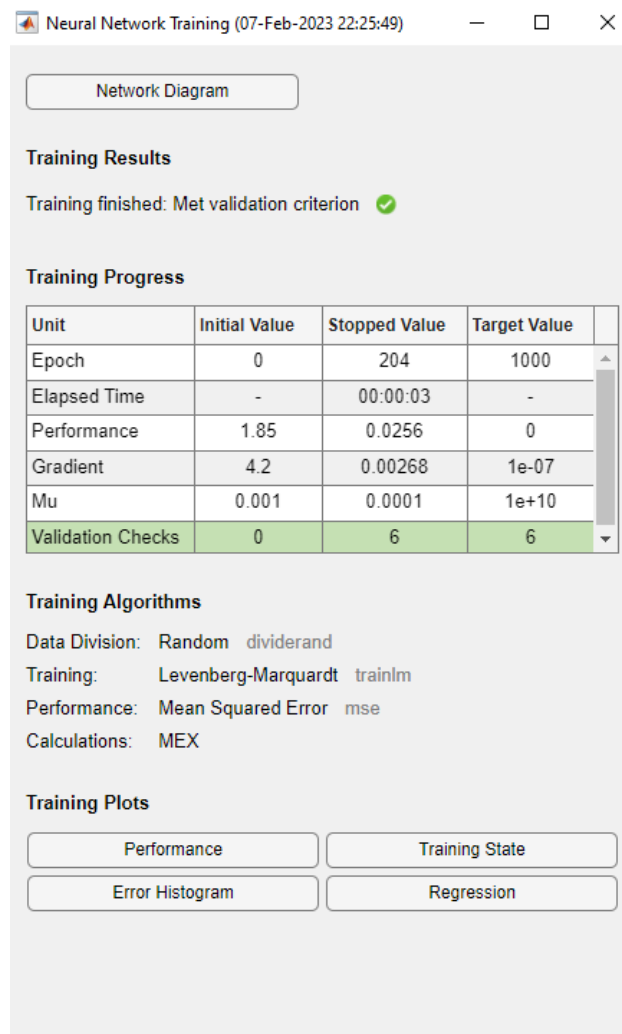 Neural Network Training (07-Feb-2023 22:25:49)
Network Diagram
Training Results
Training finished: Met validation criterion
Training Progress
Unit Initial Value Stopped Value Target Value
Epoch 0 204 1000
Elapsed Time - 00:00:03 -
Performance 1.85 0.0256 0
Gradient 4.2 0.00268 1e-07
Mu 0.001 0.0001 1e+10
Validation Checks 0 6 6
Training Algorithms
Data Division: Random dividerand
Training: Levenberg-Marquardt trainlm
Performance: Mean Squared Error mse
Calculations: MEX
Training Plots
Performance Training State
Error Histogram Regression